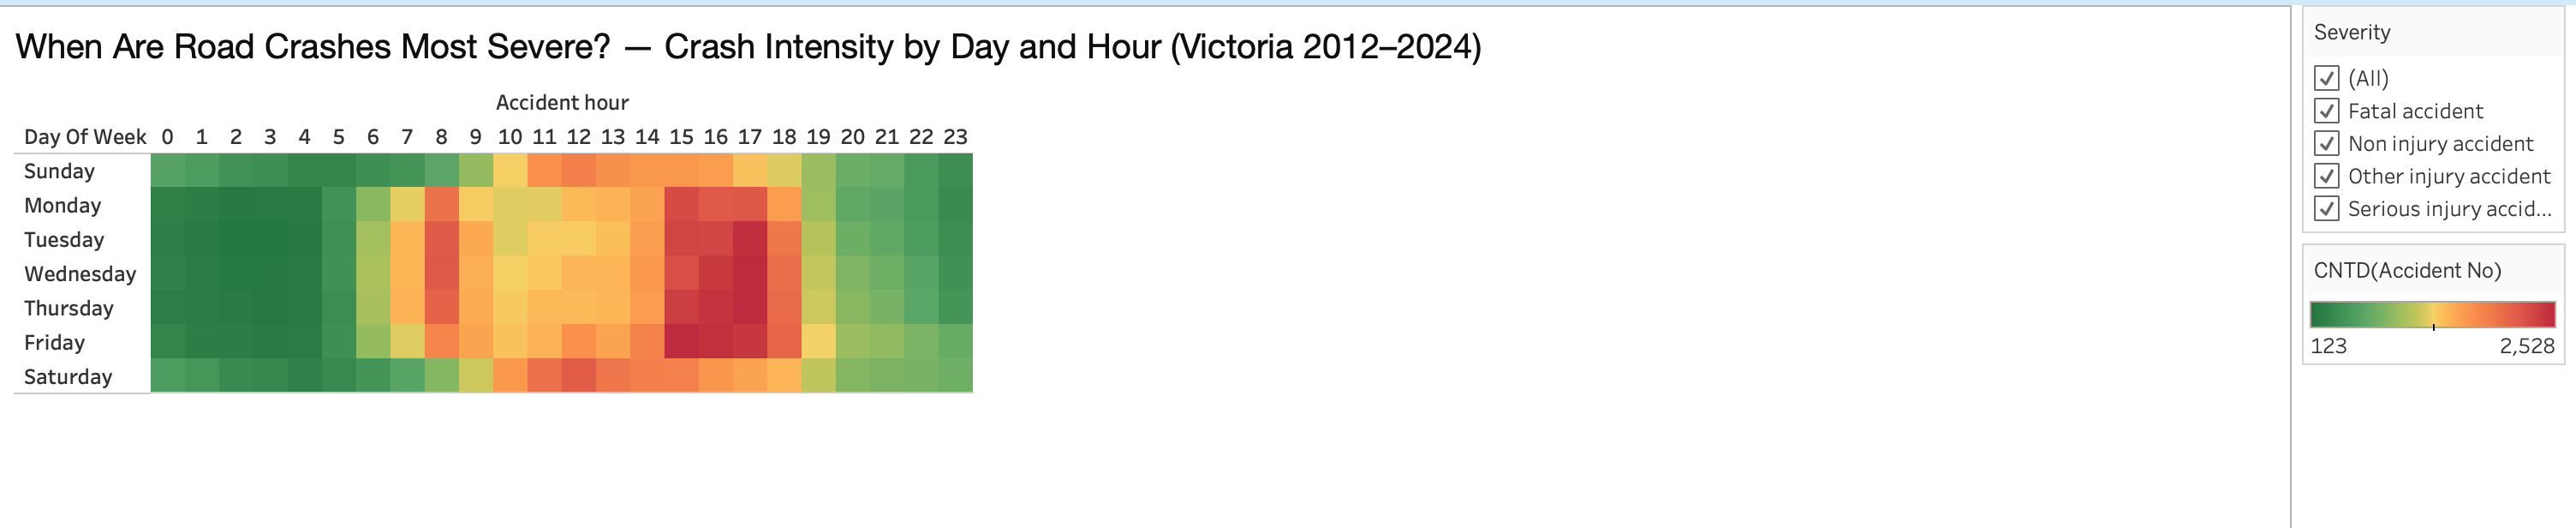 When Are Road Crashes Most Severe? — Crash Intensity by Day and Hour (Victoria 2012–2024)
Accident hour
Day Of Week 0 1 2 3 4 5 6 7 8 9 10 11 12 13 14 15 16 17 18 19 20 21 22 23
Sunday
Monday
Tuesday
Wednesday
Thursday
Friday
Saturday
Severity
(All)
Fatal accident
Non injury accident
Other injury accident
Serious injury accid...
CNTD(Accident No)
123 2,528